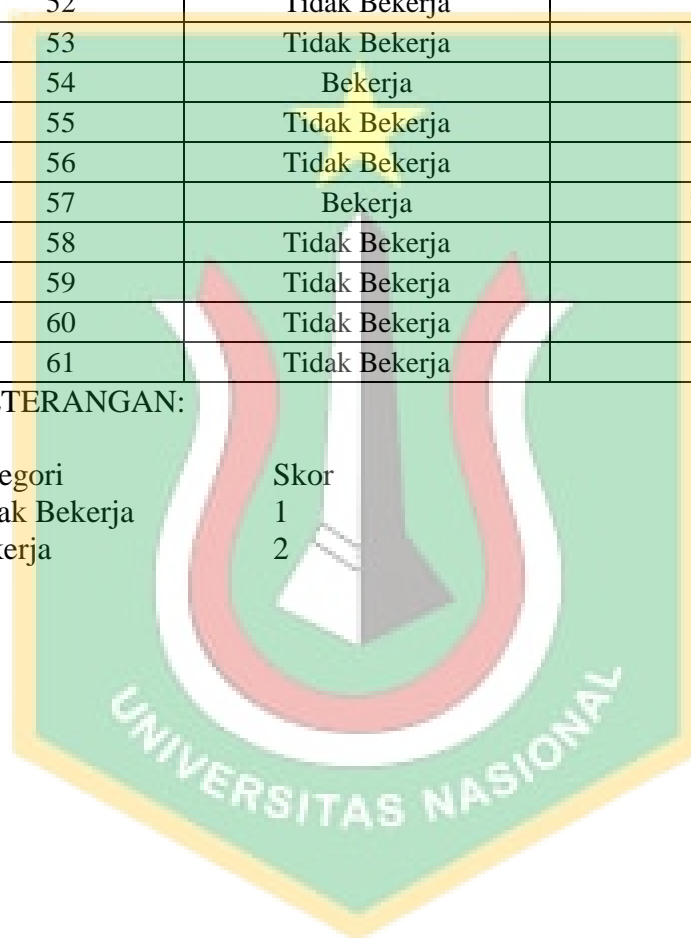 52 Tidak Bekerja
53 Tidak Bekerja
54 Bekerja
55 Tidak Bekerja
56 Tidak Bekerja
57 Bekerja
58 Tidak Bekerja
59 Tidak Bekerja
60 Tidak Bekerja
61 Tidak Bekerja
TERANGAN:
egori Skor
ak Bekerja 1
kerja 2
UNIVERSITAS NASIONAL